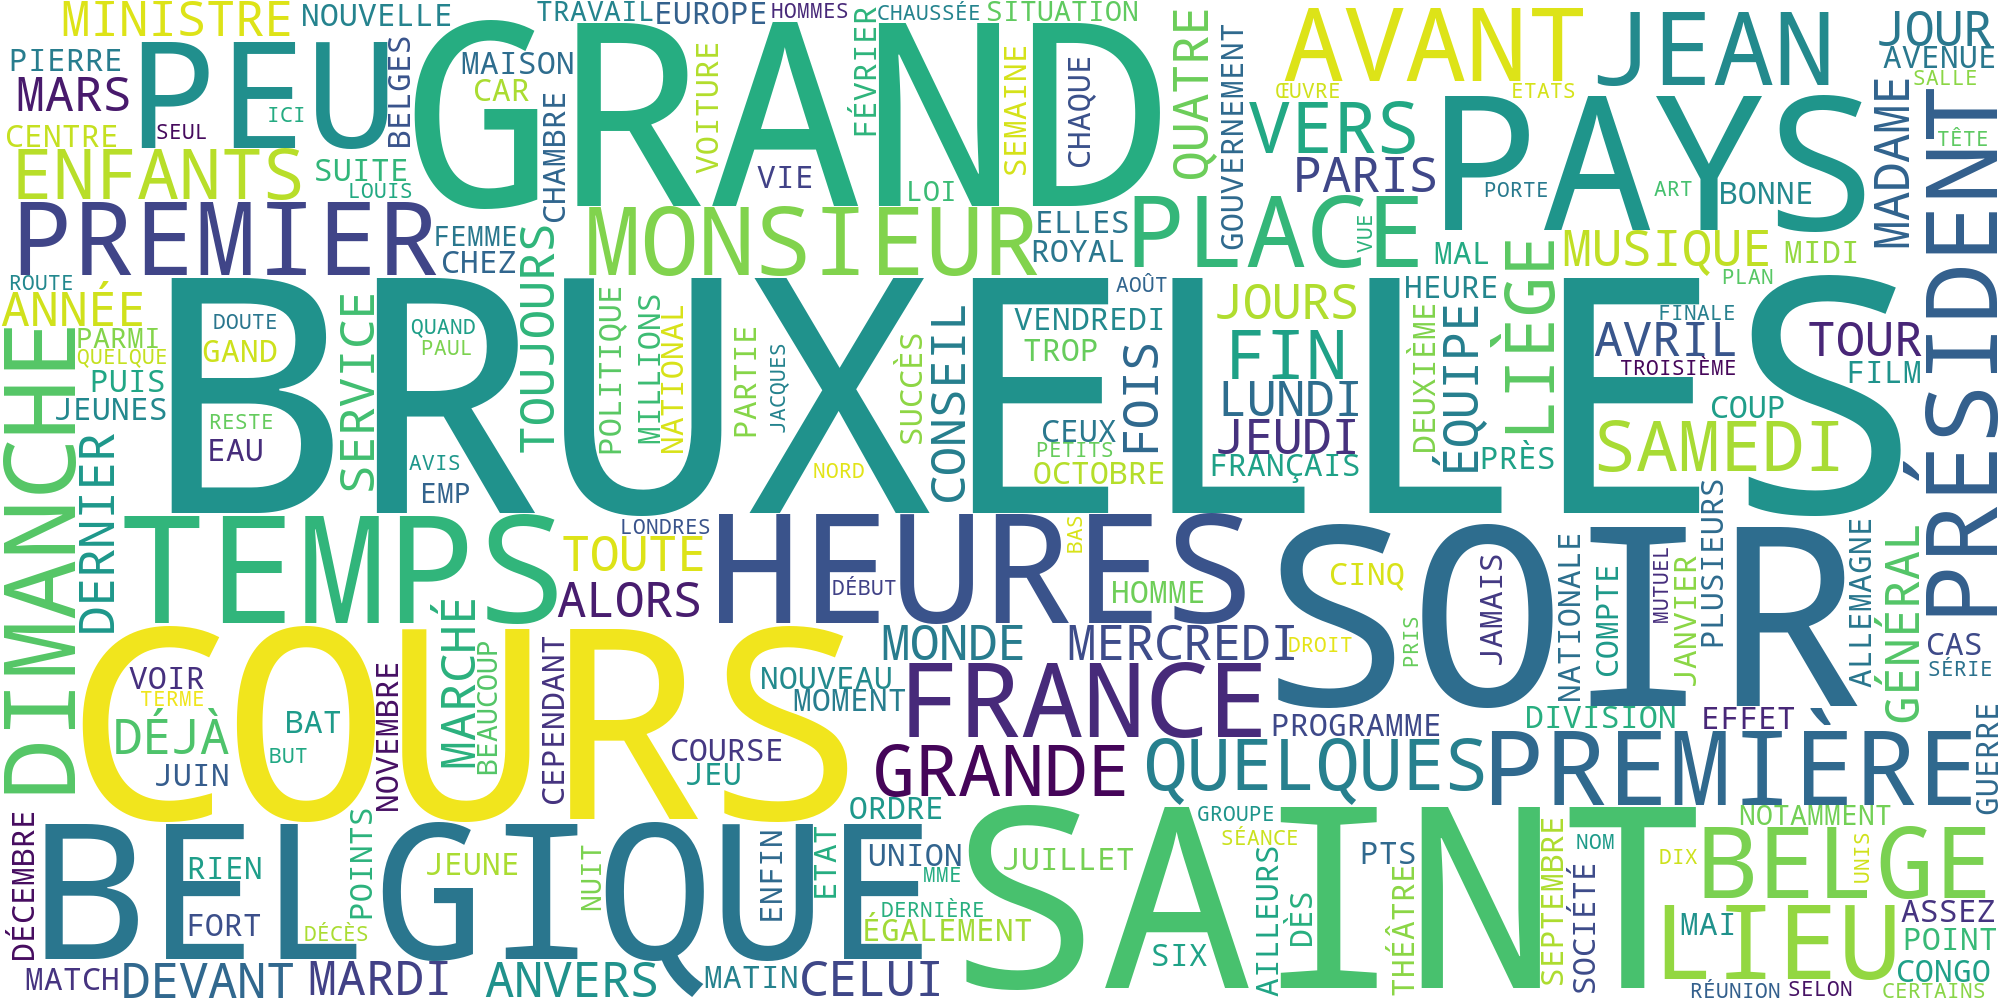 MINISTRE
NOUVELLE
TRAVAIL
EUROPE
HOMMES
CHAUSSÉE
SITUATION
PIERRE
MARS
PEU
BELGES
MAISON
CAR
GRAND
VOITURE
FÉVRIER
SEMAINE
CHAQUE
QUATRE
GOUVERNEMENT
AVANT
ŒUVRE
ETATS
JEAN
JOUR
AVENUE
SALLE
CENTRE
SEUL
ICI
CHAMBRE
VIE
LOI
VERS
PAYS
MADAME
TÊTE
ENFANTS
SUITE
LOUIS
PARIS
PORTE
ART
BONNE
PRÉSIDENT
PREMIER
FEMME
CHEZ
TOUJOURS
MONSIEUR
ELLES
ROYAL
PLACE
VUE
MAL
MUSIQUE
MIDI
PLAN
ROUTE
ANNÉE
PARMI
QUELQUE
DOUTE
GAND
SERVICE
QUAND
PAUL
BRUXELLES
POLITIQUE
MILLIONS
NATIONAL
PARTIE
JACQUES
SUCCÈS
CONSEIL
AOÛT
VENDREDI
TROP
FOIS
JOURS
FIN
HEURE
LIÈGE
DEUXIÈME
ÉQUIPE
FINALE
AVRIL
TROISIÈME
TOUR
FILM
DIMANCHE
PUIS
JEUNES
RESTE
EAU
AVIS
EMP
NORD
CEUX
PETITS
OCTOBRE
LUNDI
JEUDI
FRANÇAIS
PRÈS
COUP
SAMEDI
DERNIER
TEMPS
LONDRES
TOUTE
ALORS
HEURES
DÉBUT
BAS
HOMME
CINQ
SOIR
JAMAIS
NATIONALE
COMPTE
MUTUEL
JANVIER
PLUSIEURS
ALLEMAGNE
GÉNÉRAL
CAS
SÉRIE
MONDE
MERCREDI
DROIT
PRIS
VOIR
TERME
DÉJÀ
COURS
BAT
BUT
JUIN
NOVEMBRE
MARCHÉ
BEAUCOUP
CEPENDANT
COURSE
JEU
NOUVEAU
MOMENT
FRANCE
GRANDE
PROGRAMME
QUELQUES
DIVISION
EFFET
PREMIÈRE
GUERRE
DÉCEMBRE
BELGIQUE
RIEN
FORT
POINTS
DÉCÈS
JEUNE
NUIT
ENFIN
ETAT
ORDRE
UNION
MME
DERNIÈRE
ÉGALEMENT
SAINT
JUILLET
GROUPE
SÉANCE
AILLEURS
DÈS
PTS
THÉÂTRE
SIX
SEPTEMBRE
NOM
SOCIÉTÉ
DIX
NOTAMMENT
BELGE
UNIS
LIEU
MAI
ASSEZ
POINT
CONGO
MATCH
DEVANT
MARDI
ANVERS
MATIN
CELUI
RÉUNION
SELON
CERTAINS